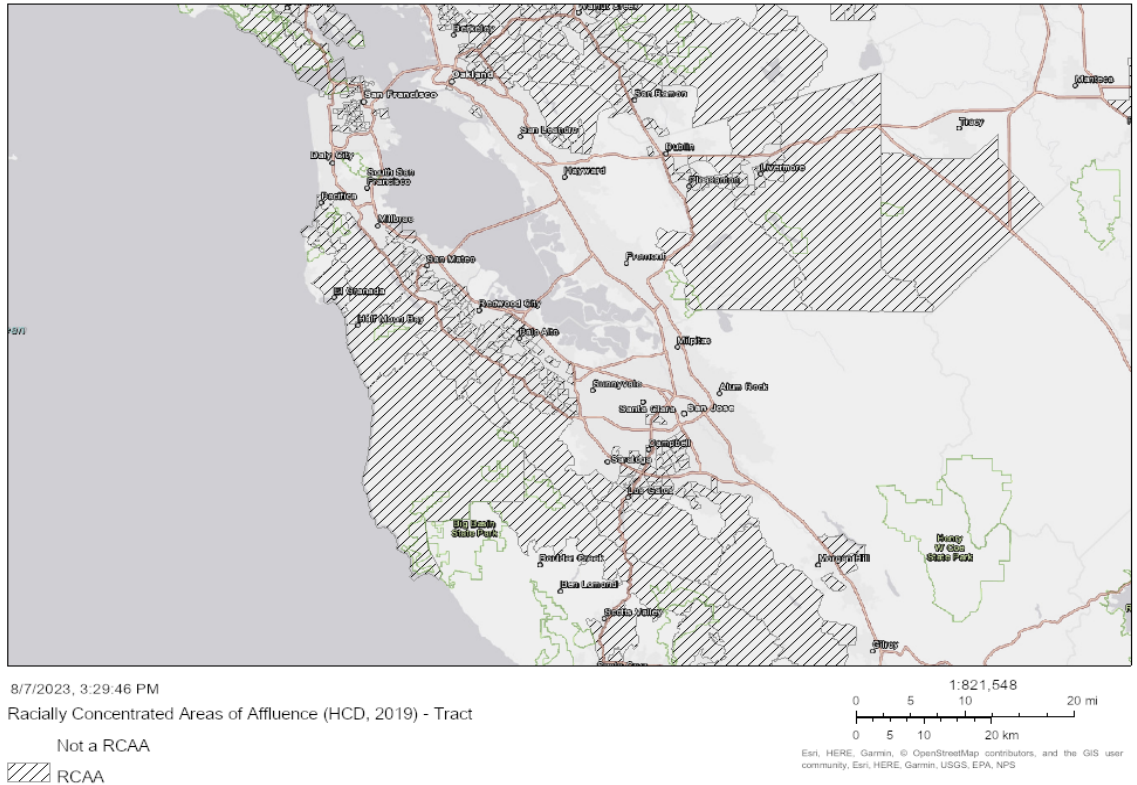 Walnut Creek
Berkeley
Oakland
San Francisco
San Ramon
Manteca
Tracy
San Leandro
Daly City
Dublin
Hayward
Livermore
South San
Francisco
Pleasanton
Pacifica
Millbrae
San Mateo
Fremont
El Granada
Redwood City
Half Moon Bay
Palo Alto
Milpitas
Sunnyvale
Alum Rock
Santa Clara
San Jose
Campbell
Saratoga
Los Gatos
Big Basin
State Park
Henry
W Coe
State Park
Boulder Creek
Morgan Hill
Ben Lomond
Scotts Valley
Gilroy
8/7/2023, 3:29:46 PM
Racially Concentrated Areas of Affluence (HCD, 2019) - Tract
Not a RCAA
RCAA
1:821,548
0 5 10 20 mi
0 5 10 20 km
Esri, HERE, Garmin, © OpenStreetMap contributors, and the GIS user
community, Esri, HERE, Garmin, USGS, EPA, NPS